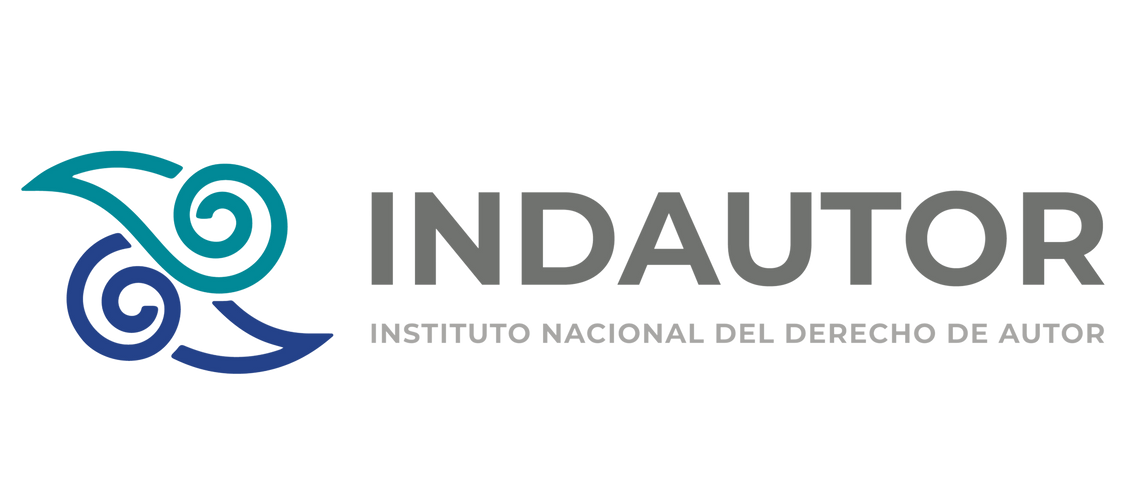 INDAUTOR
INSTITUTO NACIONAL DEL DERECHO DE AUTOR